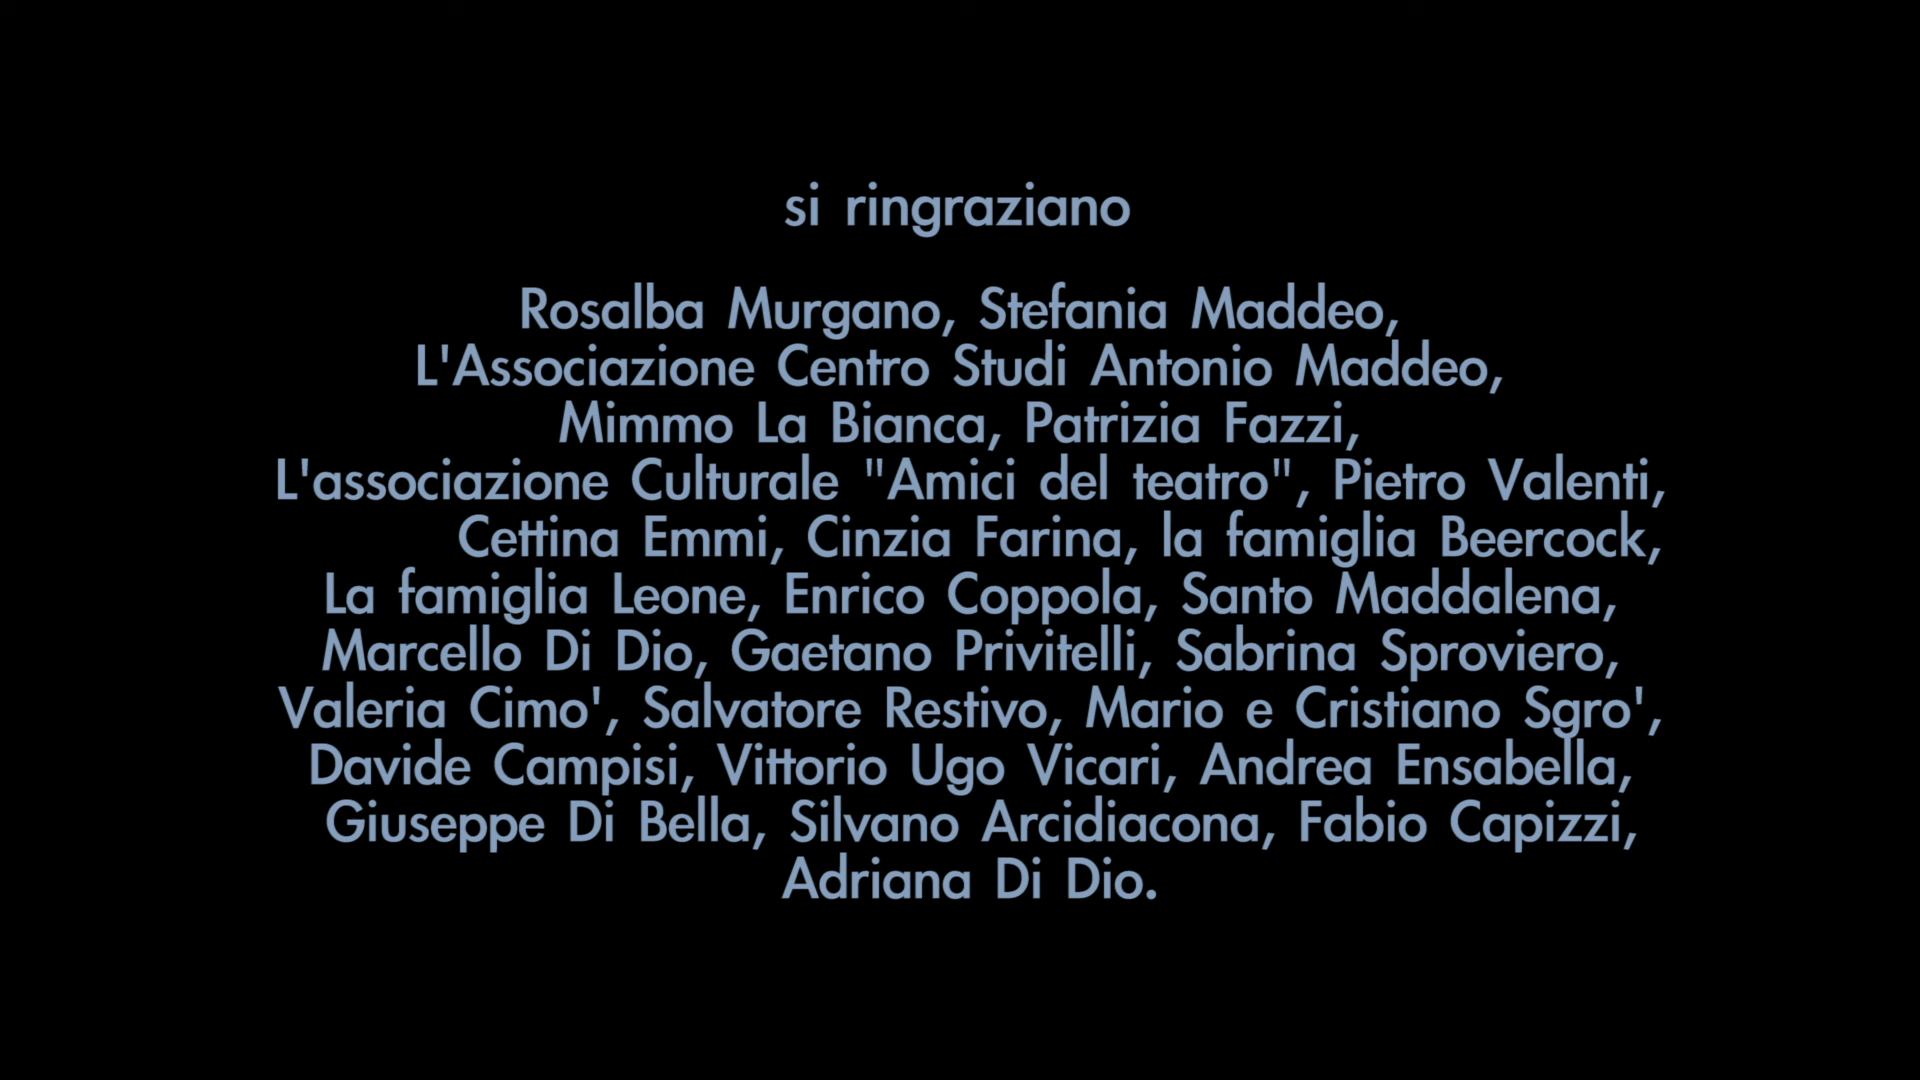 si ringraziano
Rosalba Murgano, Stefania Maddeo,
L'Associazione Centro Studi Antonio Maddeo,
Mimmo La Bianca, Patrizia Fazzi,
L'associazione Culturale "Amici del teatro", Pietro Valenti,
Cettina Emmi, Cinzia Farina, la famiglia Beercock,
La famiglia Leone, Enrico Coppola, Santo Maddalena,
Marcello Di Dio, Gaetano Privitelli, Sabrina Sproviero,
Valeria Cimo', Salvatore Restivo, Mario e Cristiano Sgro',
Davide Campisi, Vittorio Ugo Vicari, Andrea Ensabella,
Giuseppe Di Bella, Silvano Arcidiacona, Fabio Capizzi,
Adriana Di Dio.